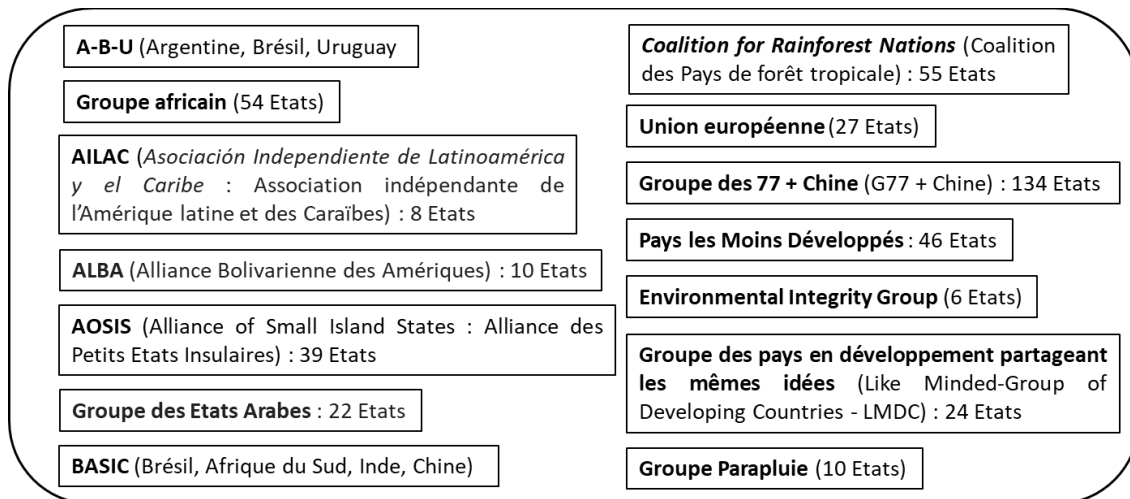 A-B-U (Argentine, Brésil, Uruguay
Groupe africain (54 Etats)
AILAC (Asociación Independiente de Latinoamérica
y el Caribe : Association indépendante de
l'Amérique latine et des Caraïbes) : 8 Etats
ALBA (Alliance Bolivarienne des Amériques) : 10 Etats
AOSIS (Alliance of Small Island States : Alliance des
Petits Etats Insulaires) : 39 Etats
Groupe des Etats Arabes : 22 Etats
BASIC (Brésil, Afrique du Sud, Inde, Chine)
Coalition for Rainforest Nations (Coalition
des Pays de forêt tropicale) : 55 Etats
Union européenne (27 Etats)
Groupe des 77 + Chine (G77 + Chine) : 134 Etats
Pays les Moins Développés : 46 Etats
Environmental Integrity Group (6 Etats)
Groupe des pays en développement partageant
les mêmes idées (Like Minded-Group of
Developing Countries - LMDC) : 24 Etats
Groupe Parapluie (10 Etats)